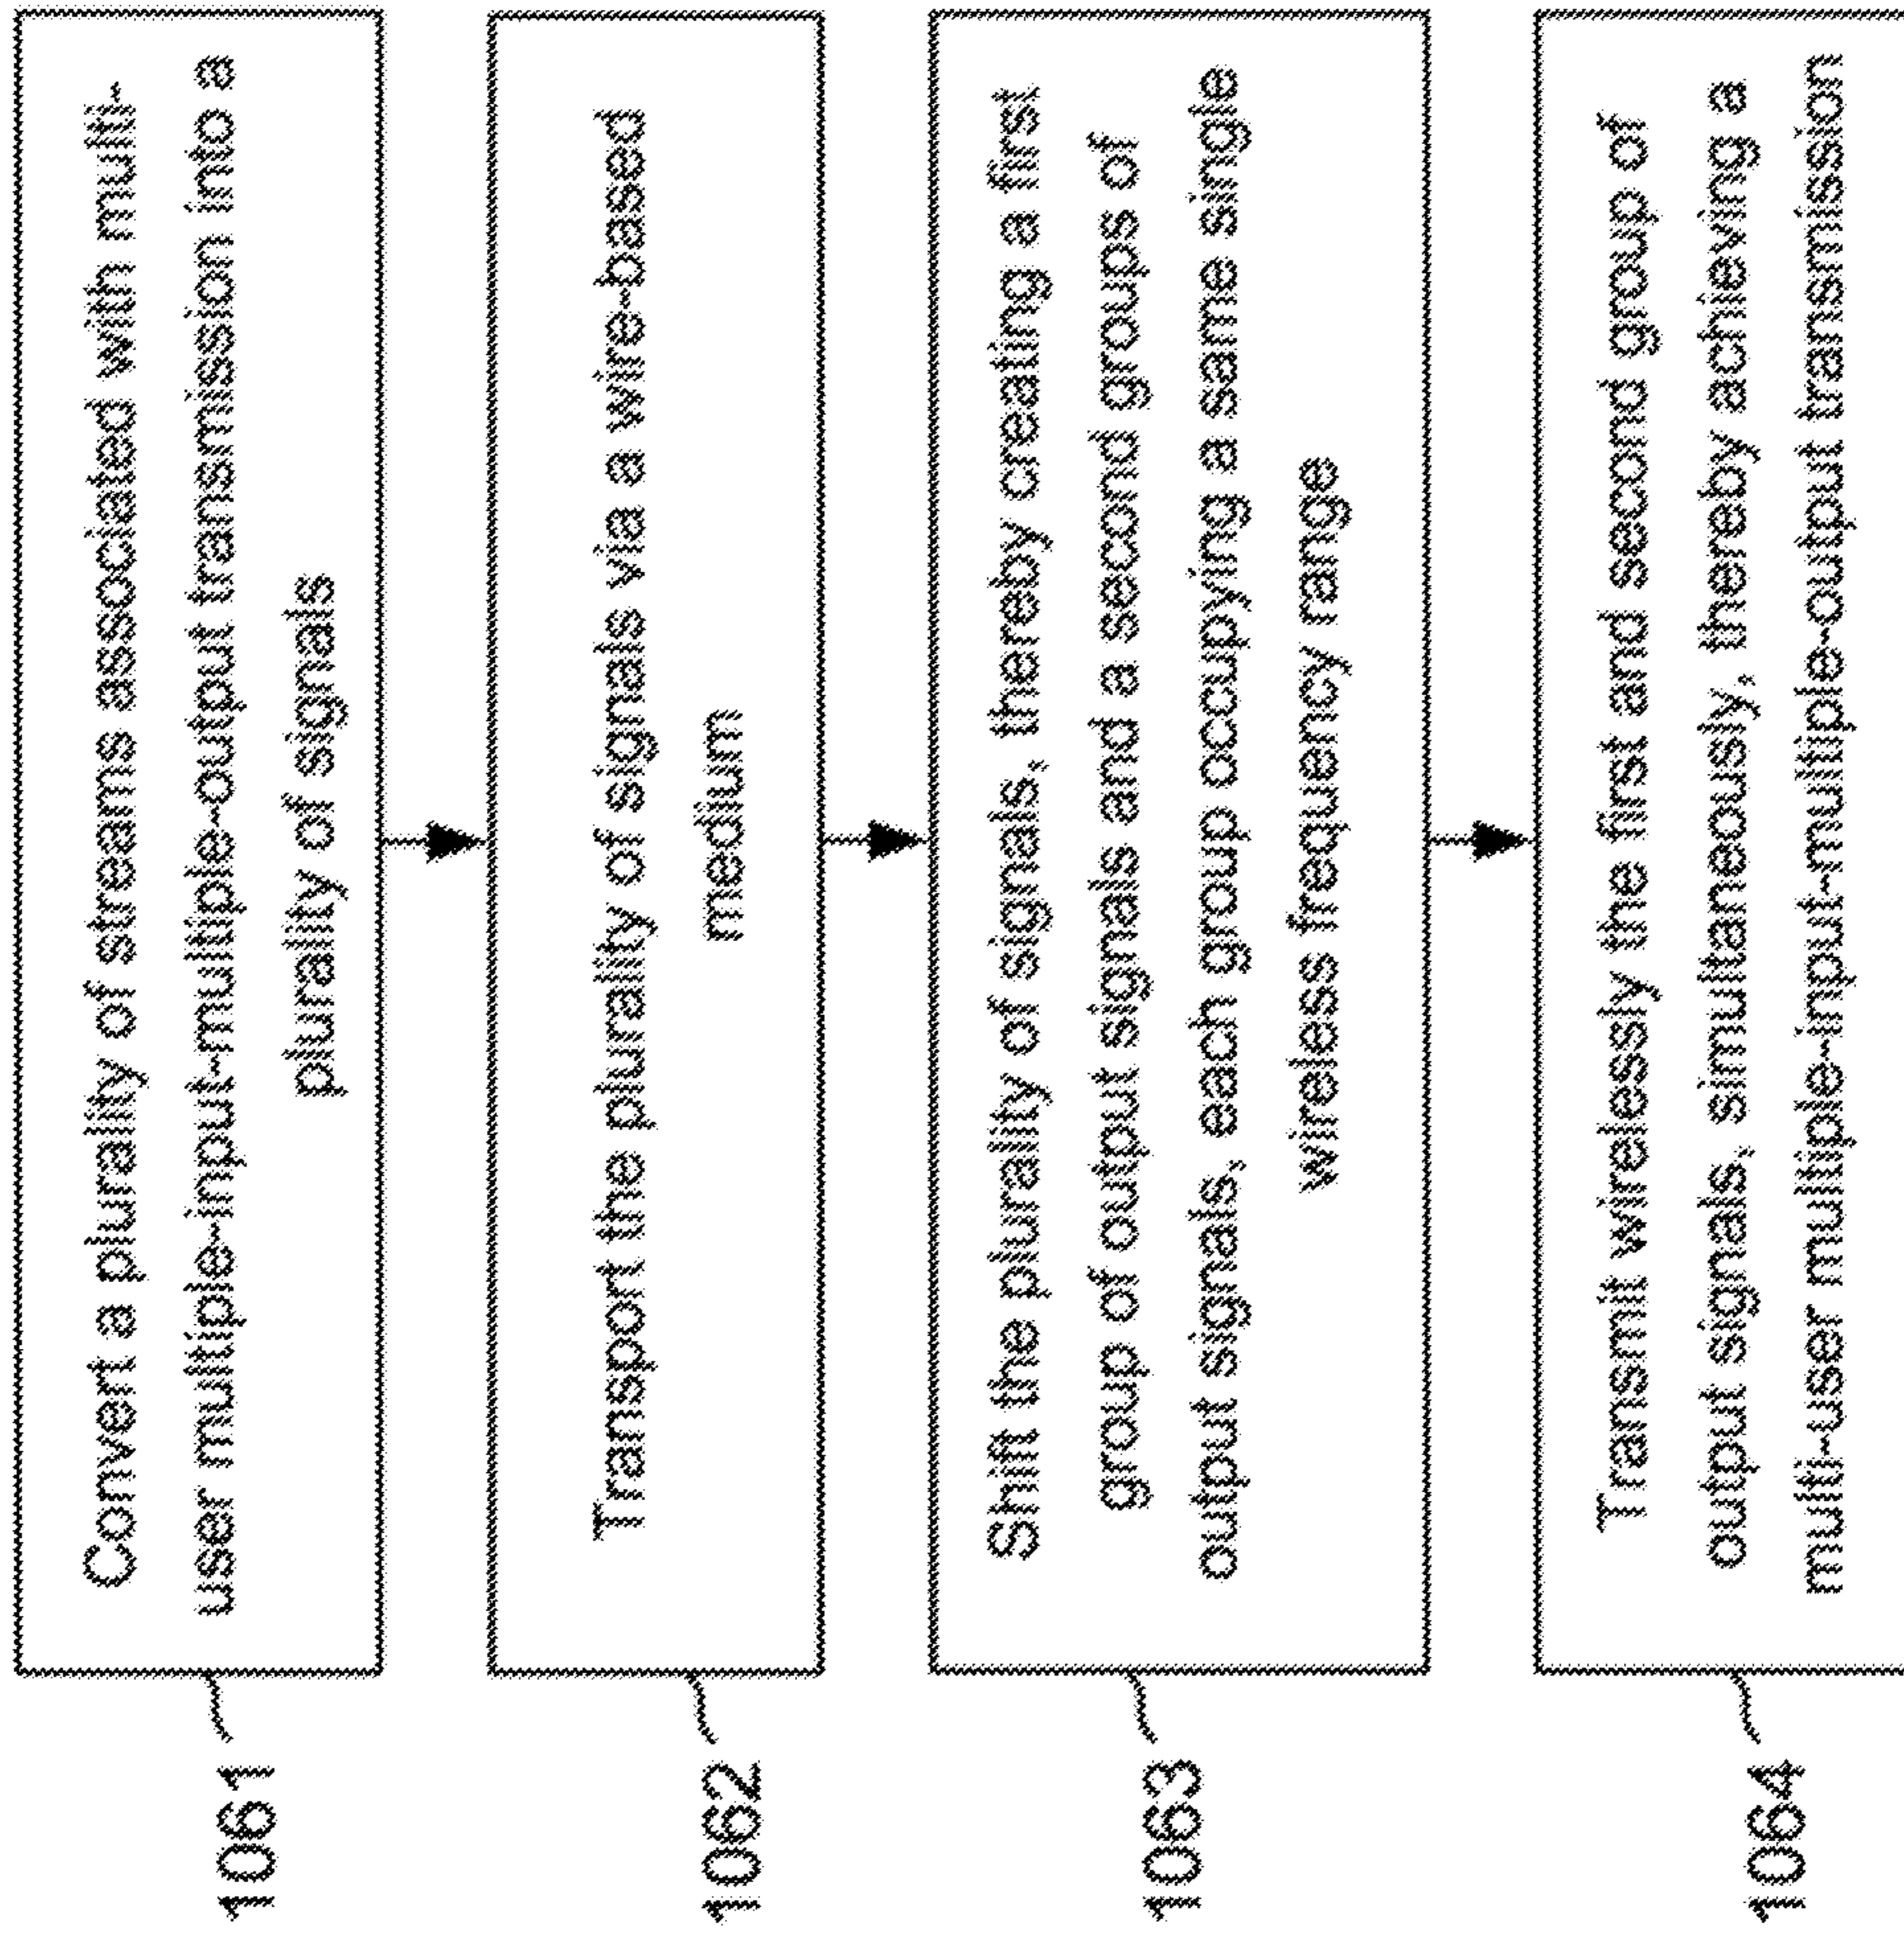 1061
Convert a plurality of streams associated with multi-
user multiple-input-multiple-output transmission into a
plurality of signals
1062
Transport the plurality of signals via a wire-based
medium
1063
Shift the plurality of signals, thereby creating a first
group of output signals and a second groups of
output signals, each group occupying a same single
wireless frequency range
1064
Transmit wirelessly the first and second group of
output signals, simultaneously, thereby achieving a
multi-user multiple-input-multiple-output transmission